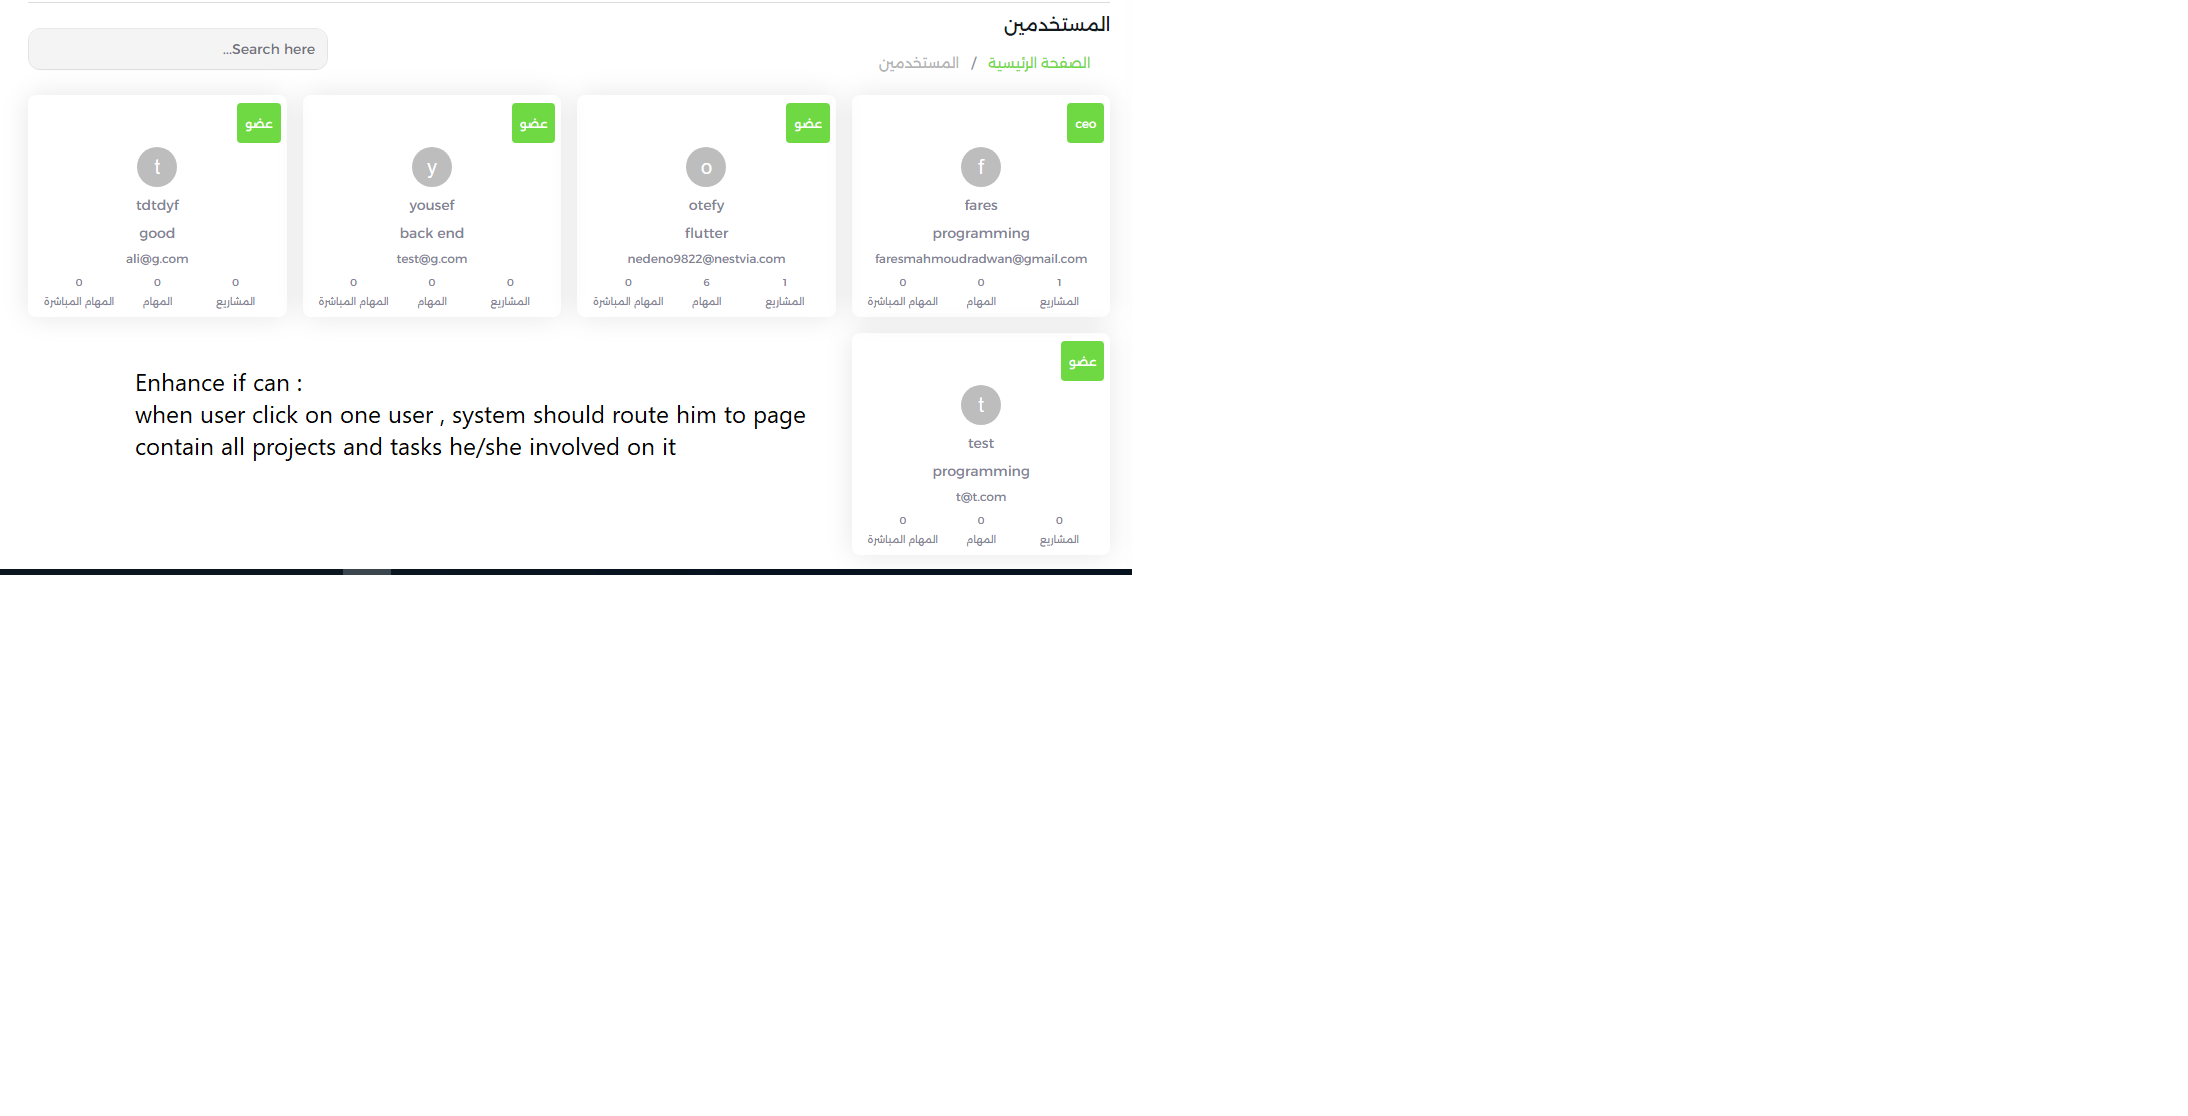 المستخدمين
Search here...
الصفحة الرئيسية / المستخدمين
ceo
fares
programming
faresmahmoudradwan@gmail.com
1 0 0
المشاريع المهام المهام المباشرة
عضو
otefy
flutter
nedeno9822@nestvia.com
1 6 0
المشاريع المهام المهام المباشرة
عضو
yousef
back end
test@g.com
0 0 0
المشاريع المهام المهام المباشرة
عضو
tdtdyf
good
ali@g.com
0 0 0
المشاريع المهام المهام المباشرة
عضو
test
programming
t@t.com
0 0 0
المشاريع المهام المهام المباشرة
f
o
y
t
t
Enhance if can :
when user click on one user , system should route him to page
contain all projects and tasks he/she involved on it